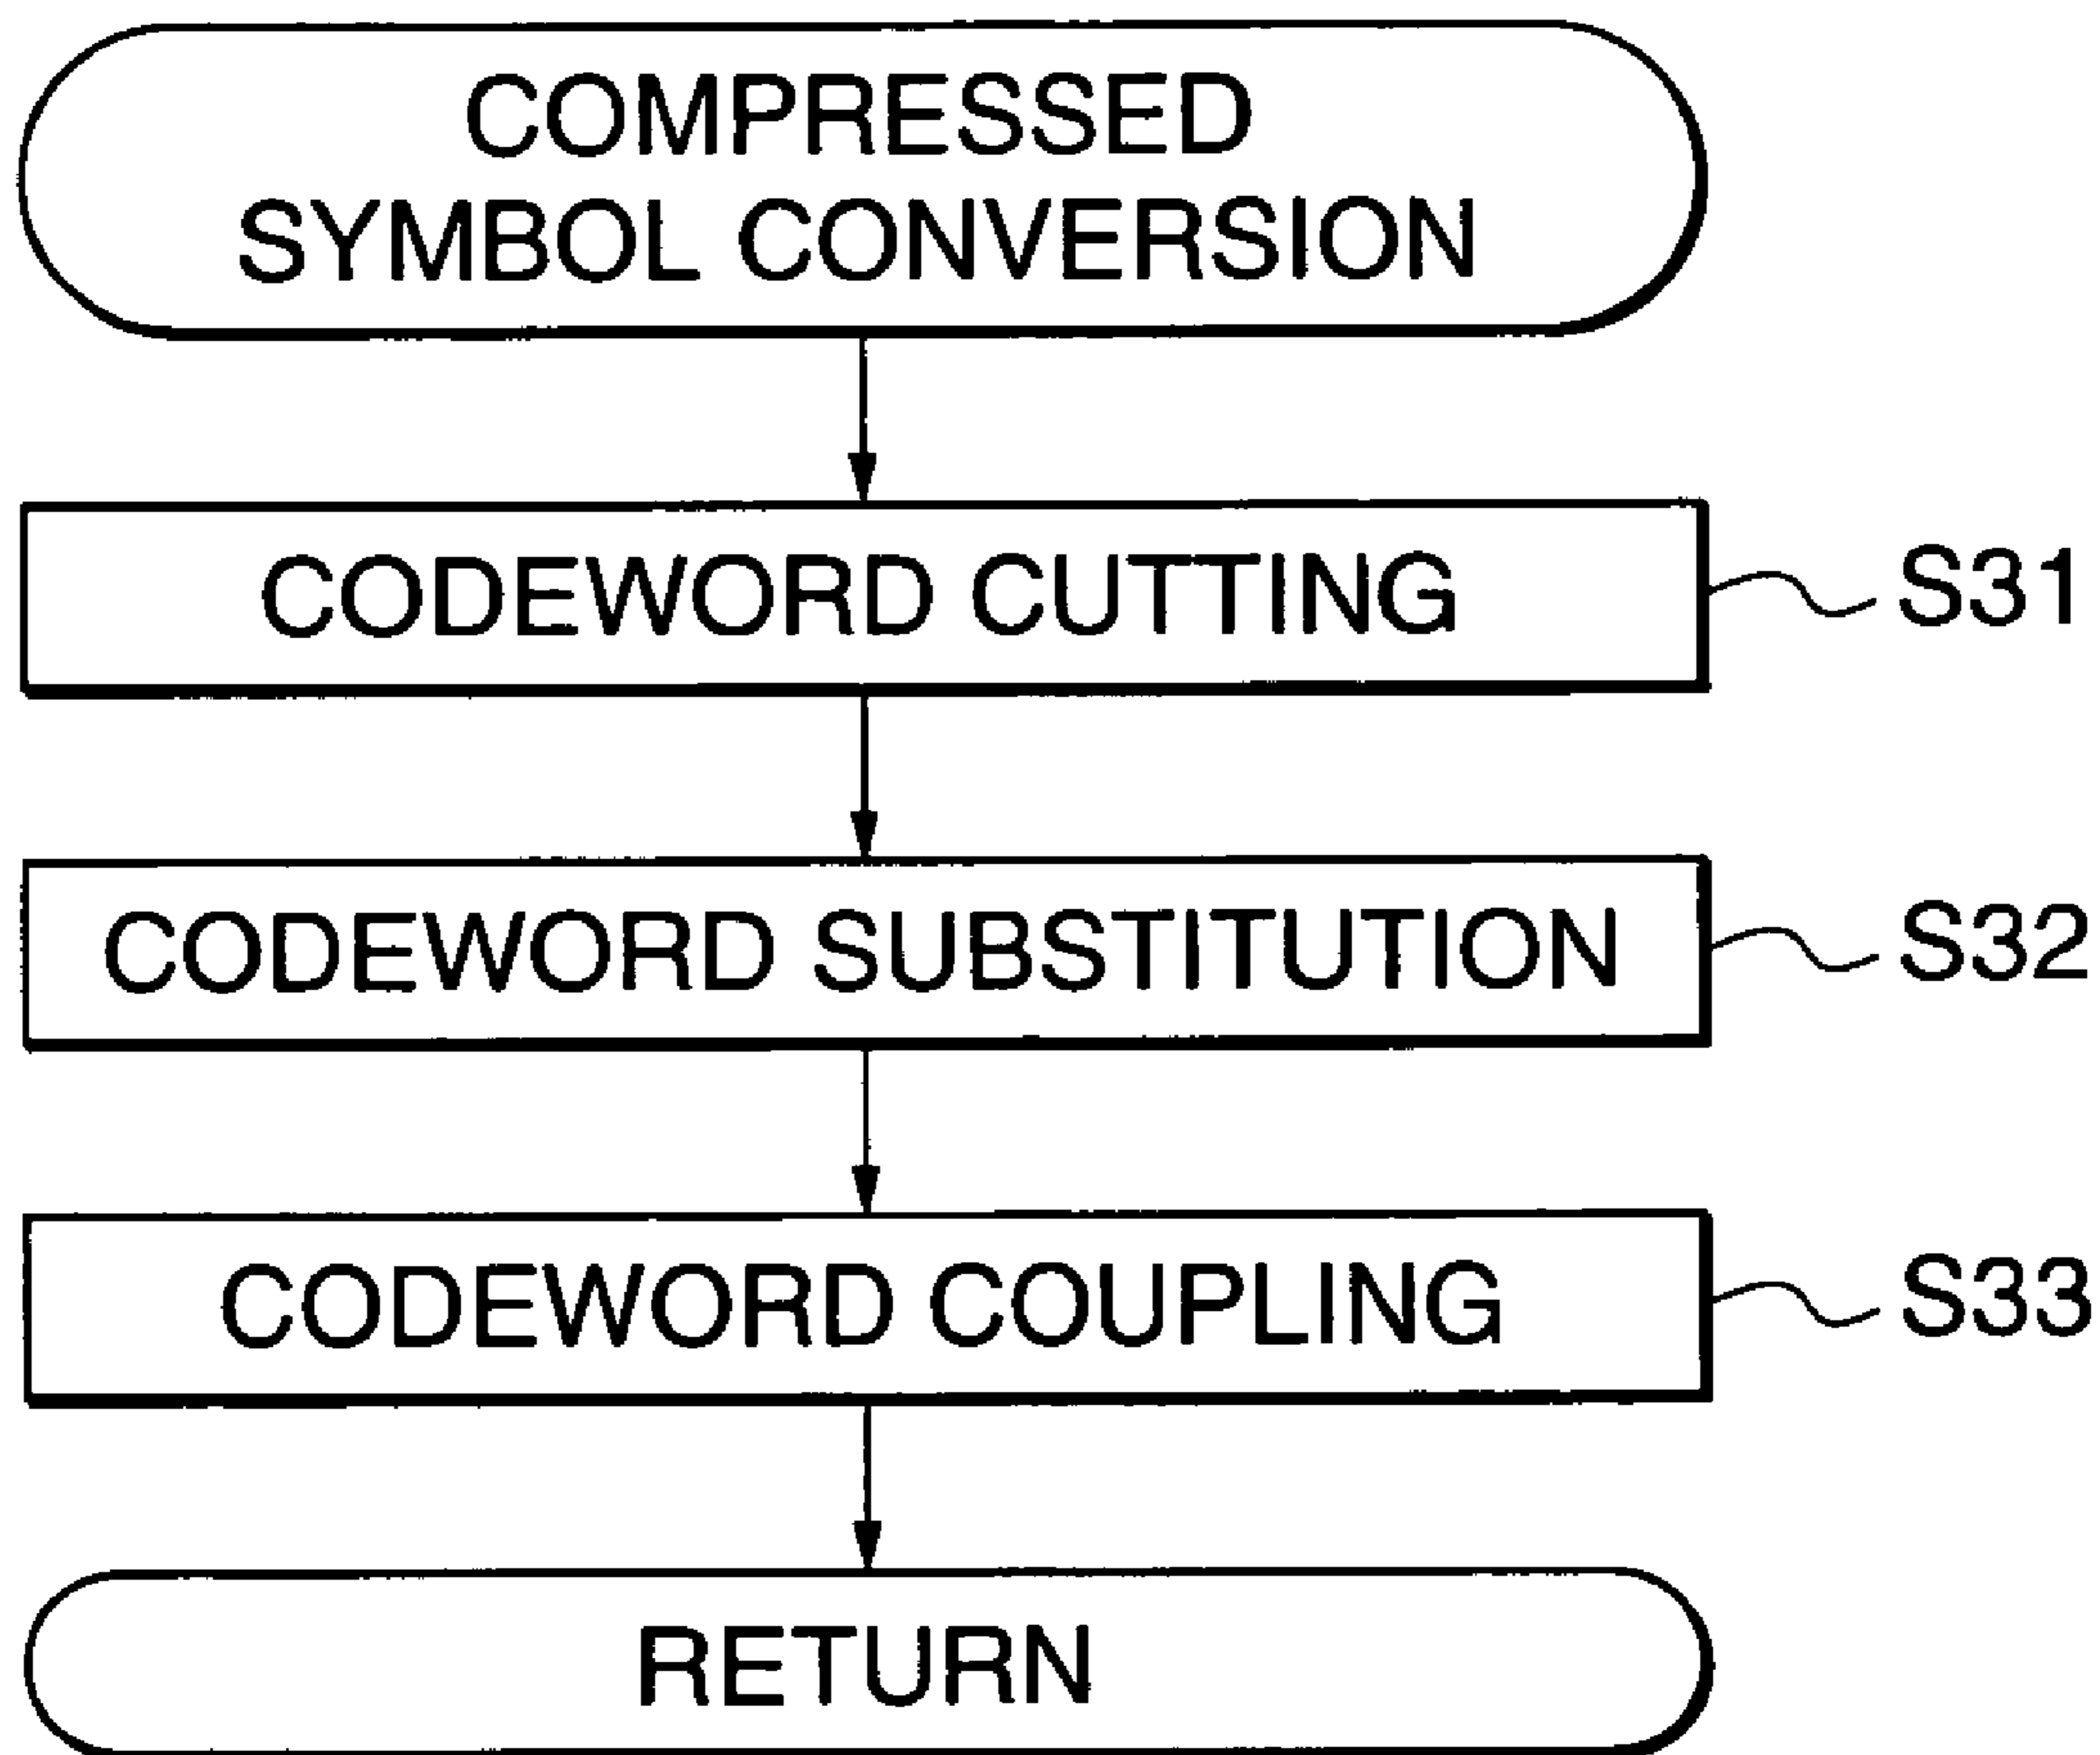 COMPRESSED
SYMBOL CONVERSION
CODEWORD CUTTING S31
CODEWORD SUBSTITUTION S32
CODEWORD COUPLING S33
RETURN